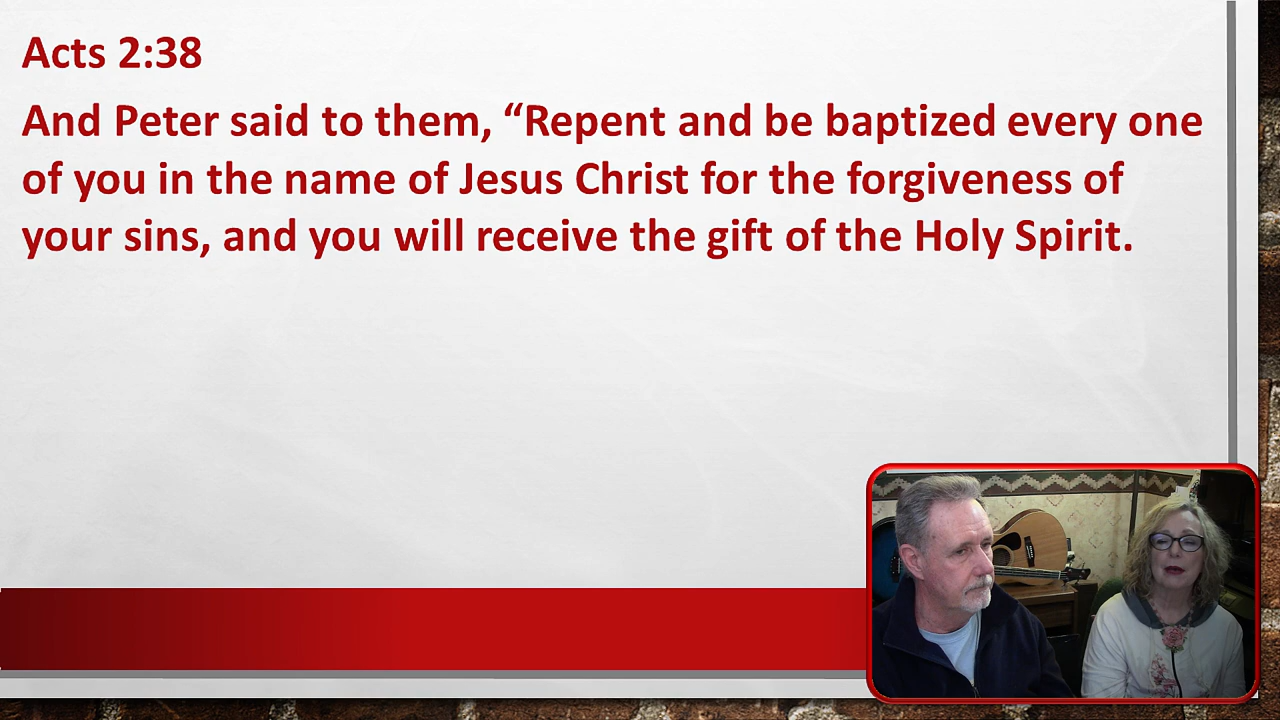 Acts 2:38
And Peter said to them, “Repent and be baptized every one
of you in the name of Jesus Christ for the forgiveness of
your sins, and you will receive the gift of the Holy Spirit.